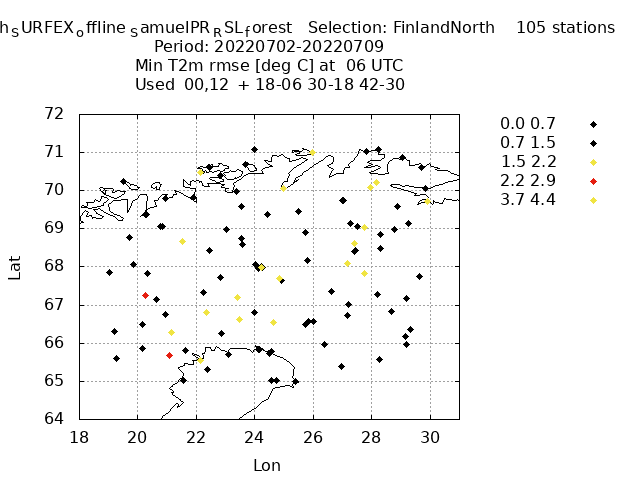 hSURFEXoffline SamuelPRRSLforest Selection: FinlandNorth 105 stations
Period: 20220702-20220709
Min T2m rmse [deg C] at 06 UTC
Used 00,12 + 18-06 30-18 42-30
72
71
70
69
68
67
66
65
64
18 20 22 24 26 28 30
Lat
Lon
0.0 0.7
0.7 1.5
1.5 2.2
2.2 2.9
3.7 4.4